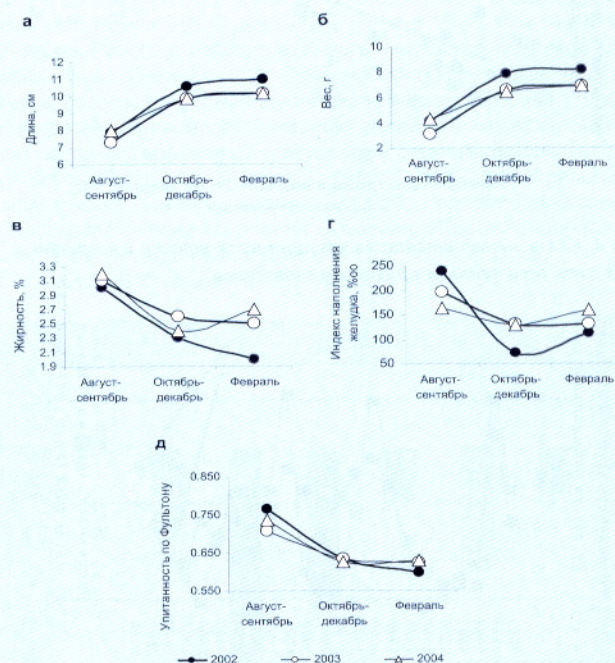 а
Длина, см
12
11
10
9
8
7
6
Август-
сентябрь
Октябрь-
декабрь
Февраль
б
Вес, г
10
8
6
4
2
Август-
сентябрь
Октябрь-
декабрь
Февраль
в
Жирность, %
3.3
3.1
2.9
2.7
2.5
2.3
2.1
1.9
Август-
сентябрь
Октябрь-
декабрь
Февраль
г
Индекс наполнения
желудка, %оо
250
200
150
100
50
Август-
сентябрь
Октябрь-
декабрь
Февраль
д
Упитанность по Фультону
0.850
0.750
0.650
0.550
Август-
сентябрь
Октябрь-
декабрь
Февраль
2002 2003 2004